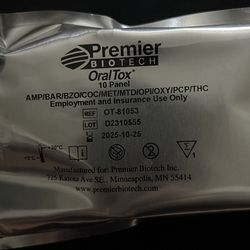 Premier
BIOTECH
OralTox®
10 Panel
AMP/BAR/BZO/COC/MET/MTD/OPI/OXY/PCP/THC
Employment and Insurance Use Only
REF OT-81053
LOT D2310555
2025-10-25
+30°C
+2°C
Manufactured for: Premier Biotech Inc.
723 Kasota Ave SE, Minneapolis, MN 55414
www.premierbiotech.com